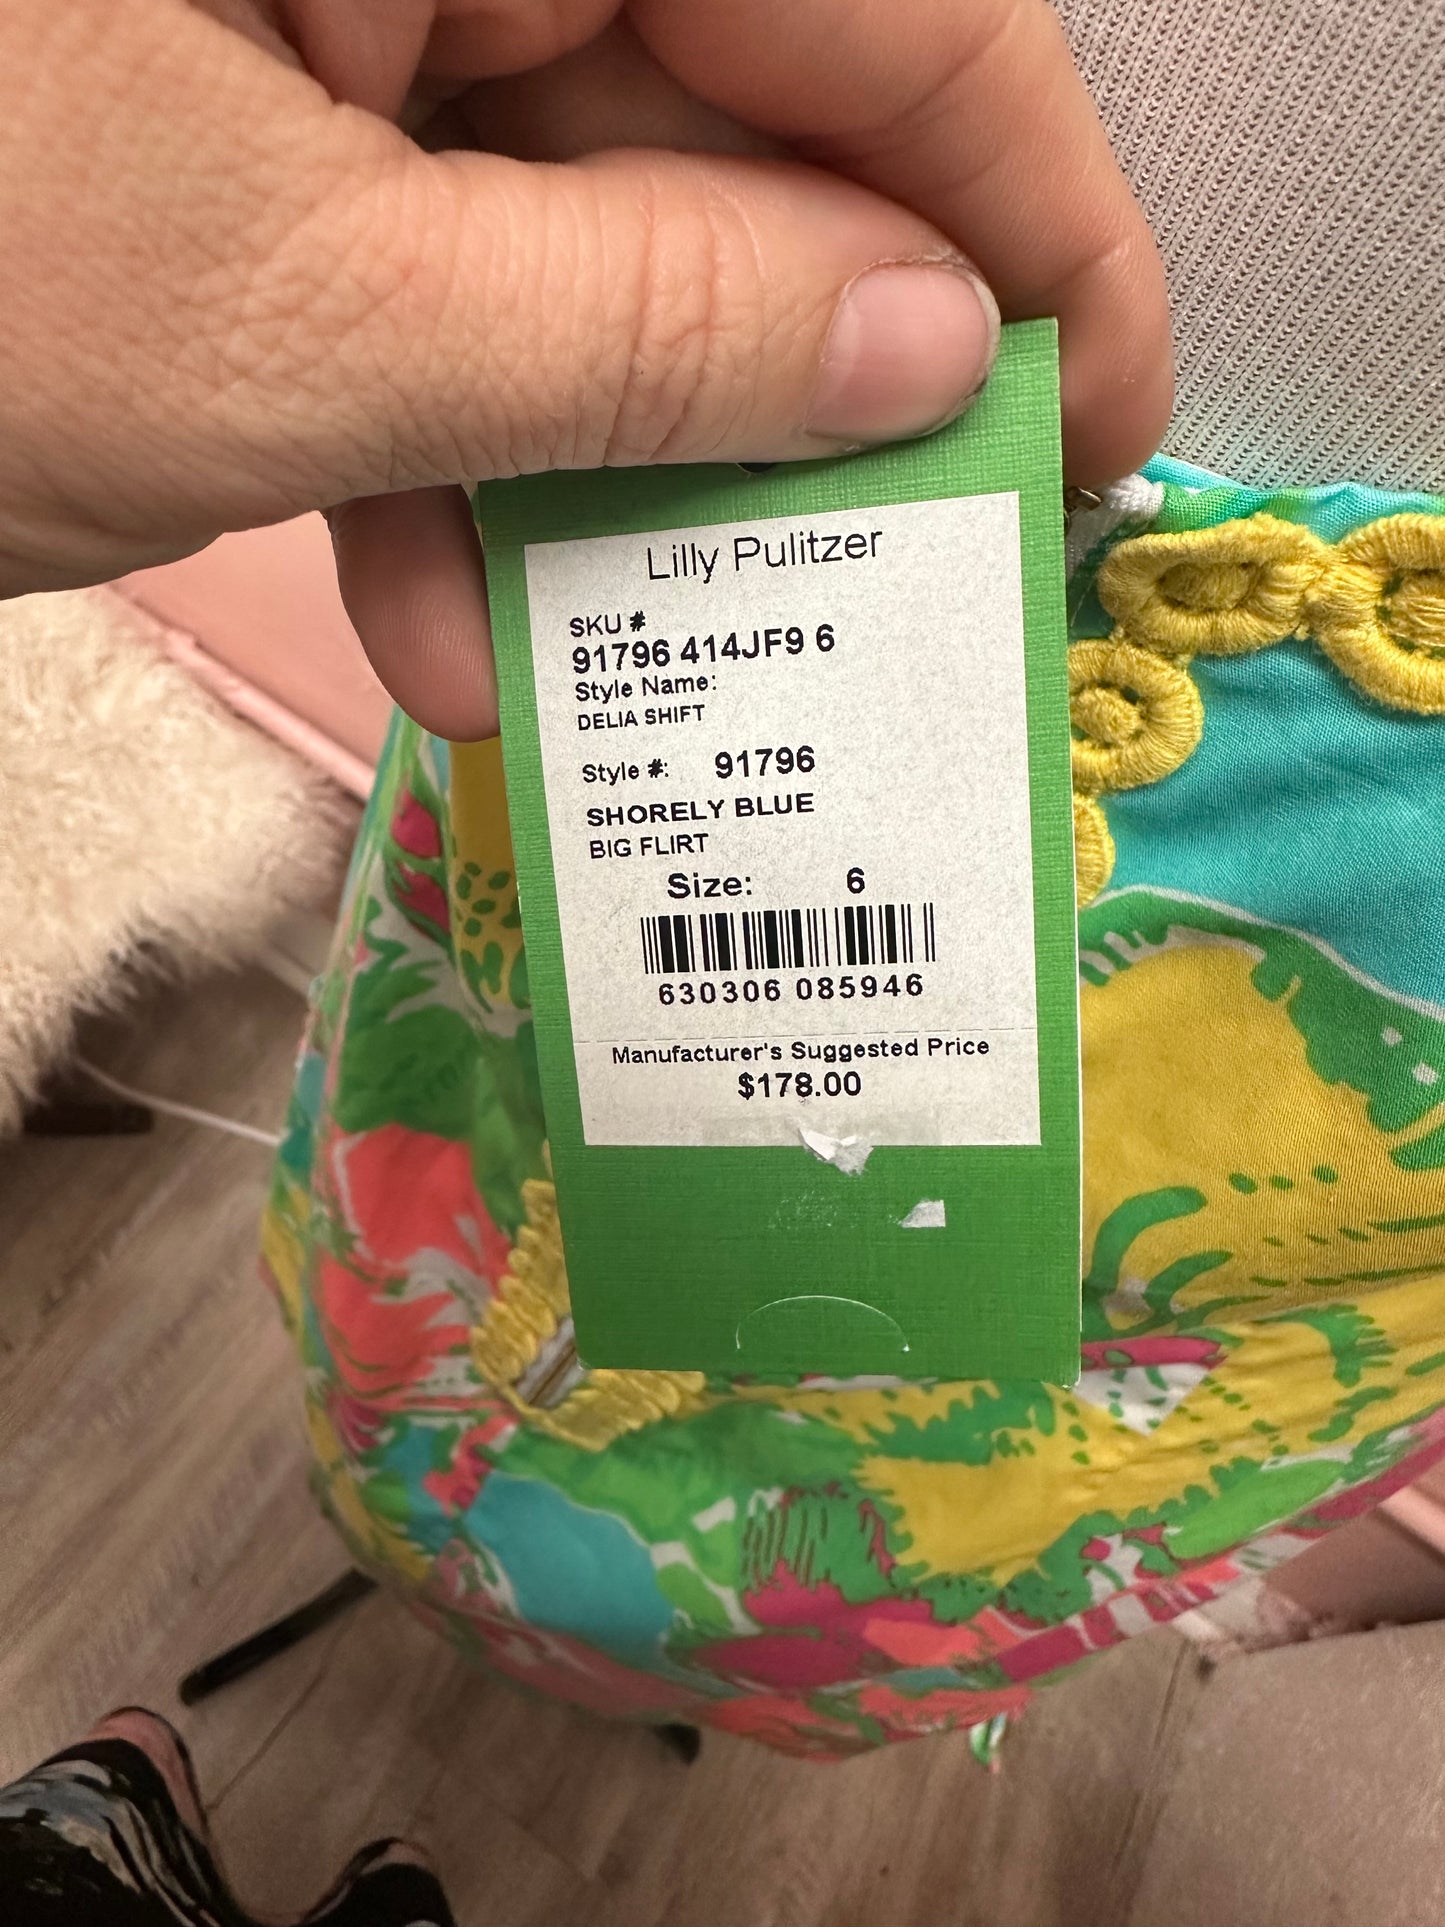 Lilly Pulitzer
SKU #
91796 414JF9 6
Style Name:
DELIA SHIFT
Style #: 91796
SHORELY BLUE
BIG FLIRT
Size: 6
630306 085946
Manufacturer's Suggested Price
$178.00